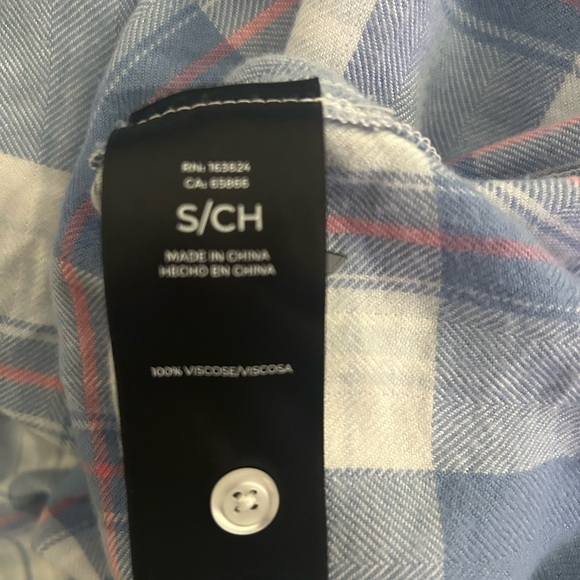 RN: 163824
CA: 65866
S/CH
MADE IN CHINA
HECHO EN CHINA
100% VISCOSE/VISCOSA